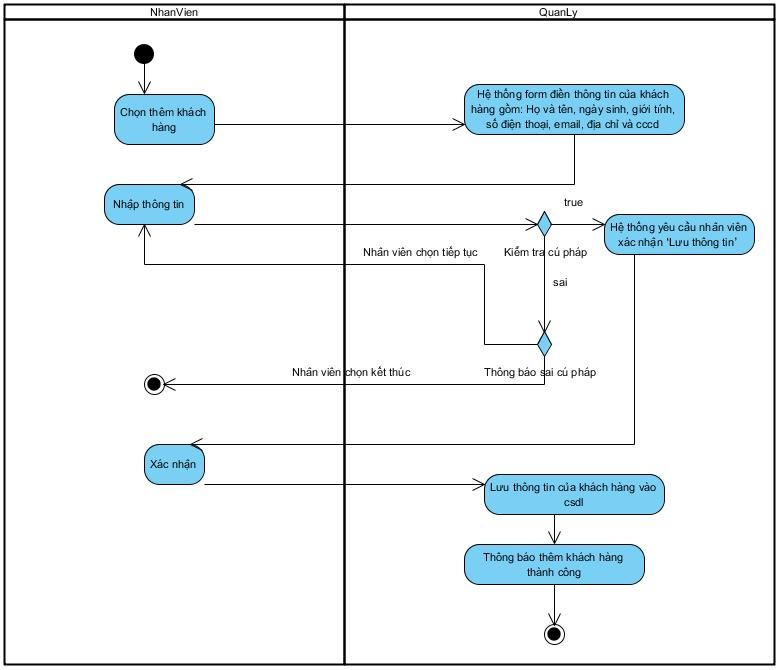 NhanVien
QuanLy
Chọn thêm khách
hàng
Hệ thống form điền thông tin của khách
hàng gồm: Họ và tên, ngày sinh, giới tính,
số điện thoại, email, địa chỉ và cccd
Nhập thông tin
true
Hệ thống yêu cầu nhân viên
xác nhận 'Lưu thông tin'
Nhân viên chọn tiếp tục
Kiểm tra cú pháp
sai
Nhân viên chọn kết thúc
Thông báo sai cú pháp
Xác nhận
Lưu thông tin của khách hàng vào
csdl
Thông báo thêm khách hàng
thành công